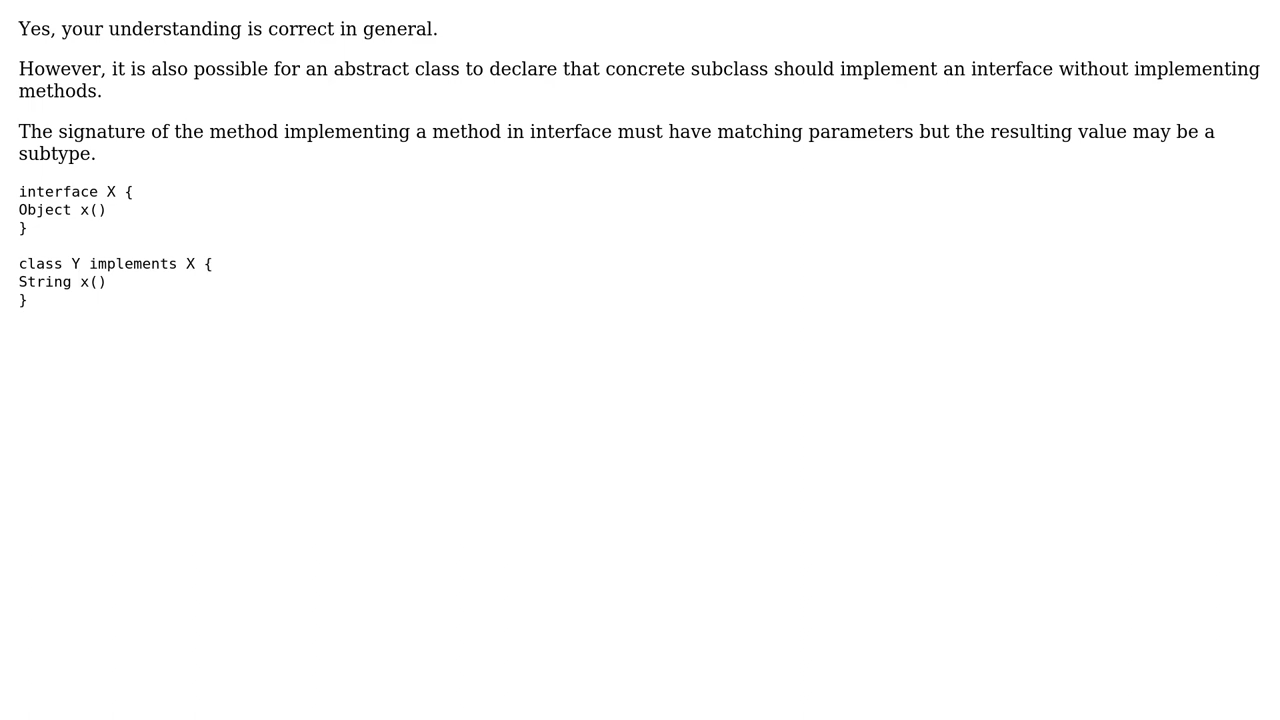 Yes, your understanding is correct in general.
However, it is also possible for an abstract class to declare that concrete subclass should implement an interface without implementing
methods.
The signature of the method implementing a method in interface must have matching parameters but the resulting value may be a
subtype.
interface X {
Object x()
}
class Y implements X {
String x()
}